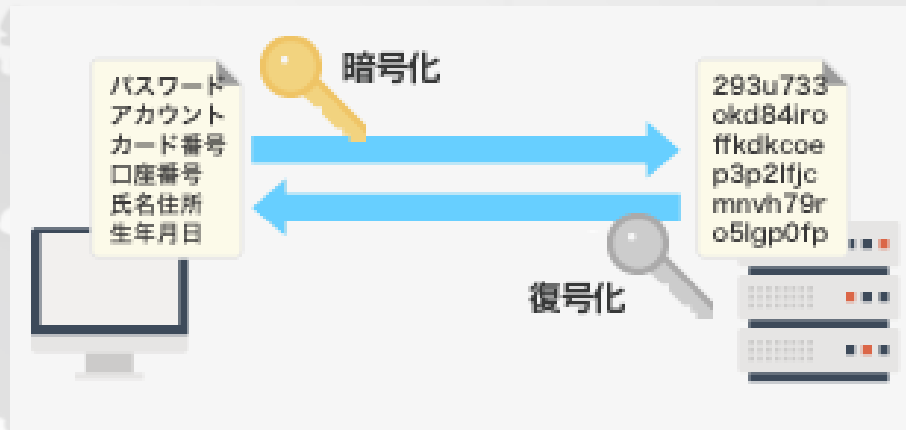 パスワード
アカウント
カード番号
口座番号
氏名住所
生年月日
暗号化
復号化
293u733
okd84iro
ffkdkcoe
p3p2lfjc
mnvh79r
o5lgp0fp